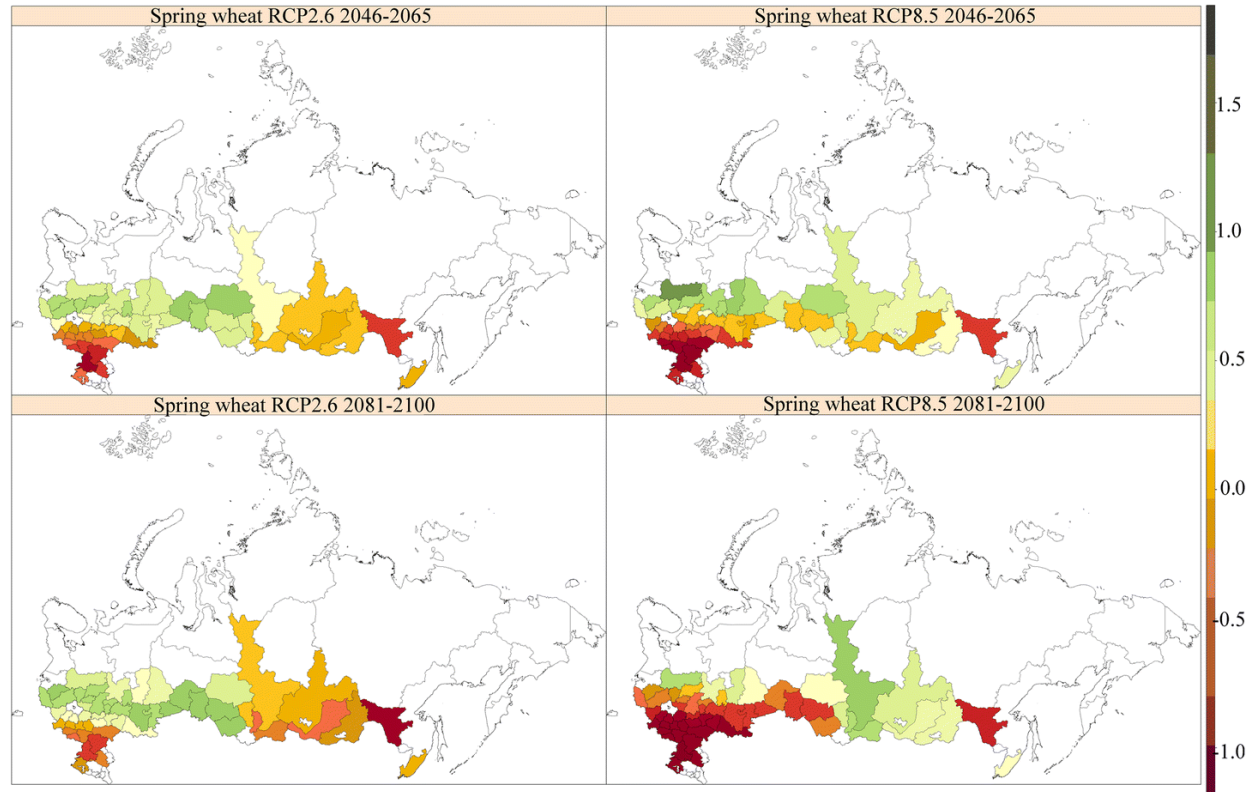 Spring wheat RCP2.6 2046-2065
Spring wheat RCP8.5 2046-2065
Spring wheat RCP2.6 2081-2100
Spring wheat RCP8.5 2081-2100
1.5
1.0
0.5
0.0
-0.5
-1.0